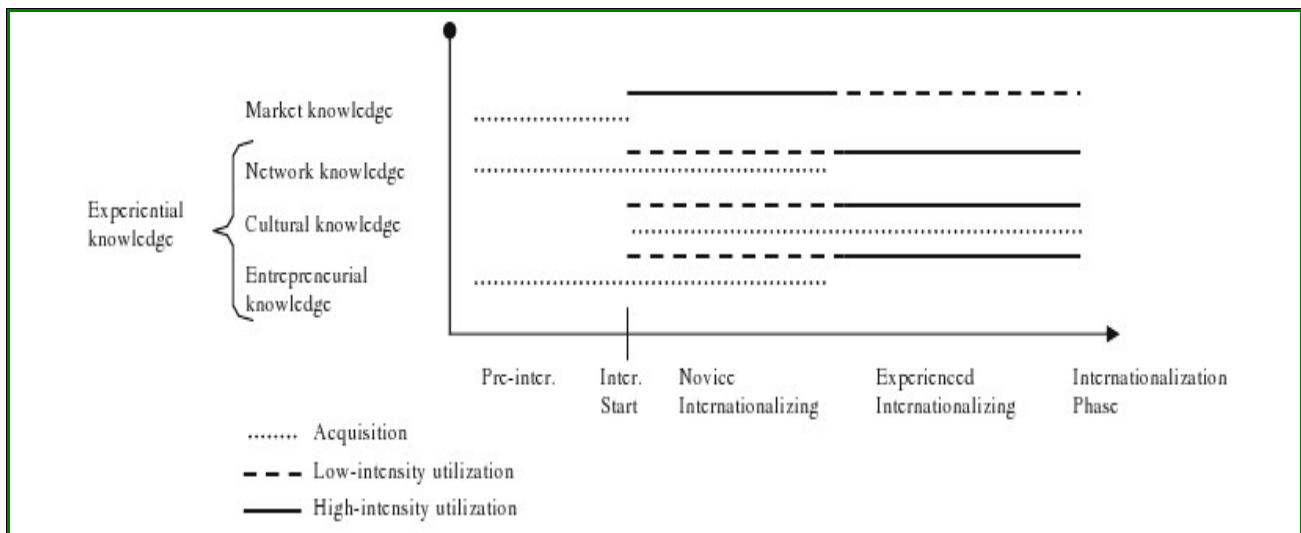 Market knowledge
Network knowledge
Experiential
knowledge
Cultural knowledge
Entrepreneurial
knowledge
Pre-inter.
Inter.
Start
Novice
Internationalizing
Experienced
Internationalizing
Internationalization
Phase
Acquisition
Low-intensity utilization
High-intensity utilization